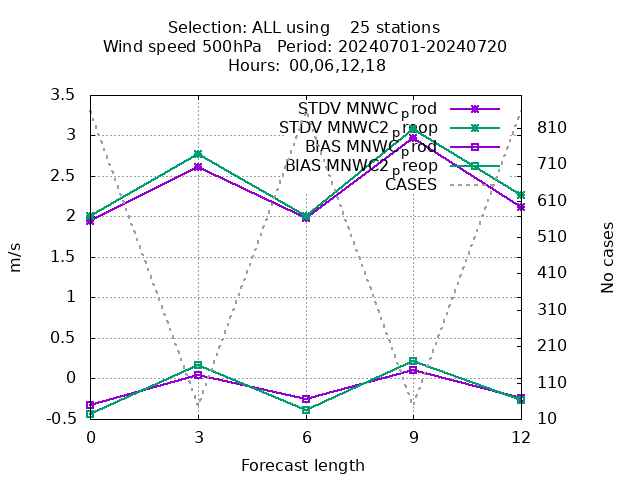 Selection: ALL using 25 stations
Wind speed 500hPa Period: 20240701-20240720
Hours: 00,06,12,18
STDV MNWC_prod
STDV MNWC2_preop
BIAS MNWC_prod
BIAS MNWC2_preop
CASES
3.5
3
2.5
2
1.5
1
0.5
0
-0.5
m/s
810
710
610
510
410
310
210
110
10
No cases
0 3 6 9 12
Forecast length